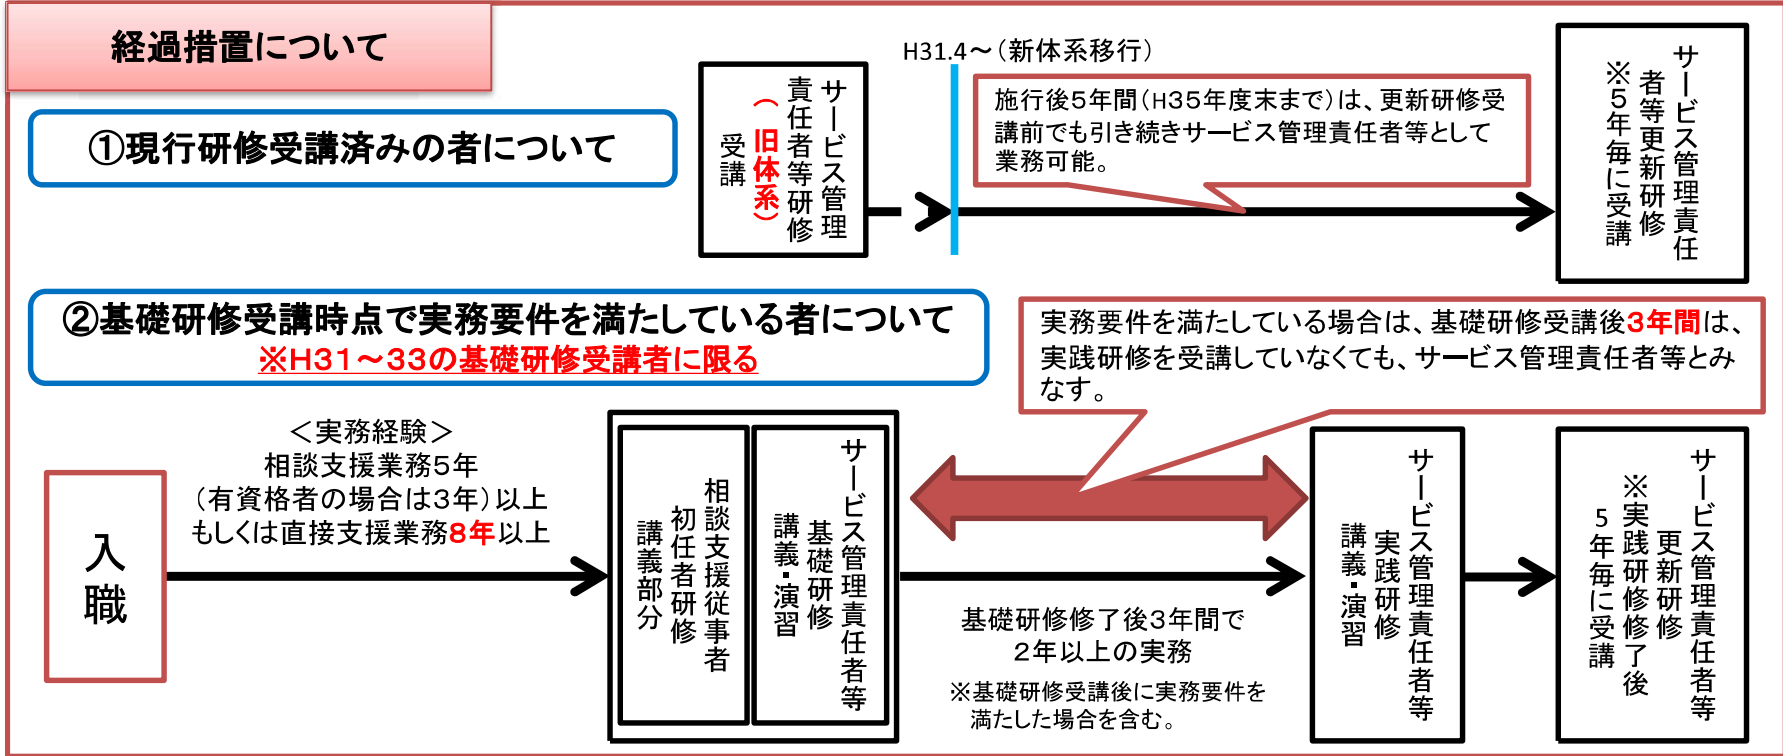 経過措置について
①現行研修受講済みの者について
サービス管理
責任者等研修
（旧体系）
受講
H31.4～（新体系移行）
施行後５年間（H35年度末まで）は、更新研修受
講前でも引き続きサービス管理責任者等として
業務可能。
サービス管理責任
者等更新研修
※５年毎に受講
②基礎研修受講時点で実務要件を満たしている者について
※H31～33の基礎研修受講者に限る
実務要件を満たしている場合は、基礎研修受講後３年間は、
実践研修を受講していなくても、サービス管理責任者等とみ
なす。
入職
＜実務経験＞
相談支援業務５年
（有資格者の場合は３年）以上
もしくは直接支援業務８年以上
相談支援従事者
初任者研修
講義部分
サービス管理責任者等
基礎研修
講義・演習
基礎研修修了後３年間で
２年以上の実務
※基礎研修受講後に実務要件を
満たした場合を含む。
サービス管理責任者等
実践研修
講義・演習
サービス管理責任者等
更新研修
※実践研修修了後
５年毎に受講